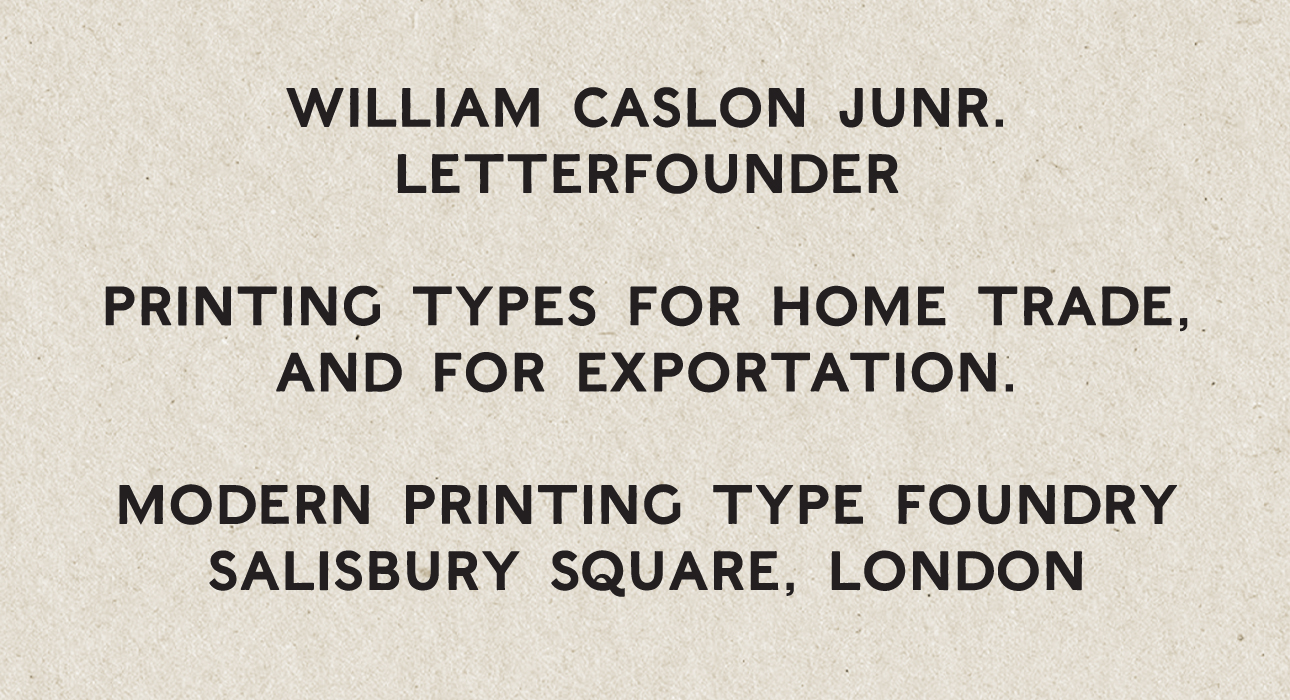 WILLIAM CASLON JUNR.
LETTERFOUNDER
PRINTING TYPES FOR HOME TRADE,
AND FOR EXPORTATION.
MODERN PRINTING TYPE FOUNDRY
SALISBURY SQUARE, LONDON